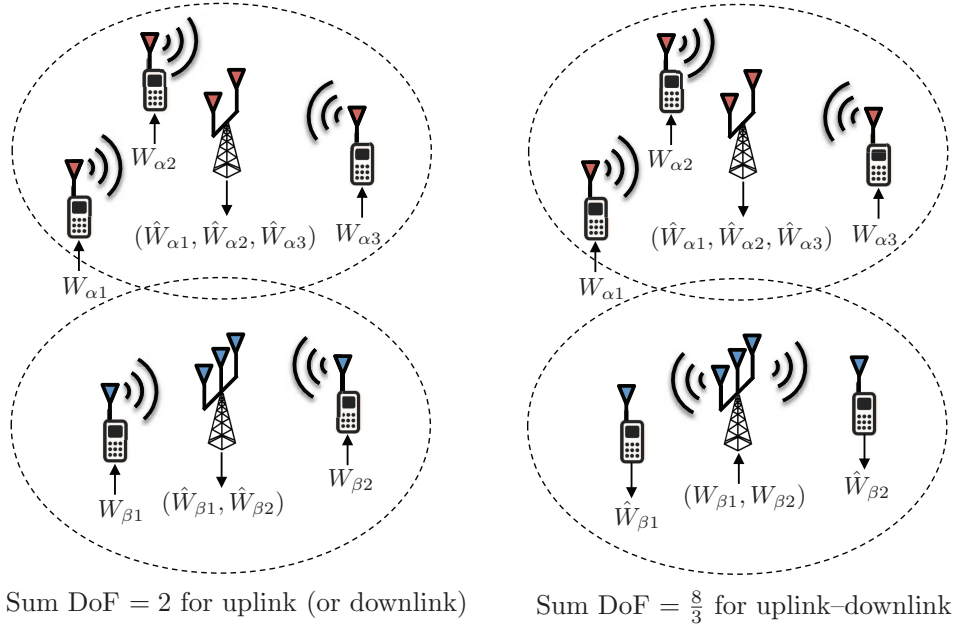 W_{α2}
W_{α2}
(Ŵ_{α1}, Ŵ_{α2}, Ŵ_{α3})
W_{α3}
(Ŵ_{α1}, Ŵ_{α2}, Ŵ_{α3})
W_{α3}
W_{α1}
W_{α1}
W_{β1}
(Ŵ_{β1}, Ŵ_{β2})
W_{β2}
Ŵ_{β1}
(W_{β1}, W_{β2})
Ŵ_{β2}
Sum DoF = 2 for uplink (or downlink)
Sum DoF = 8/3 for uplink–downlink